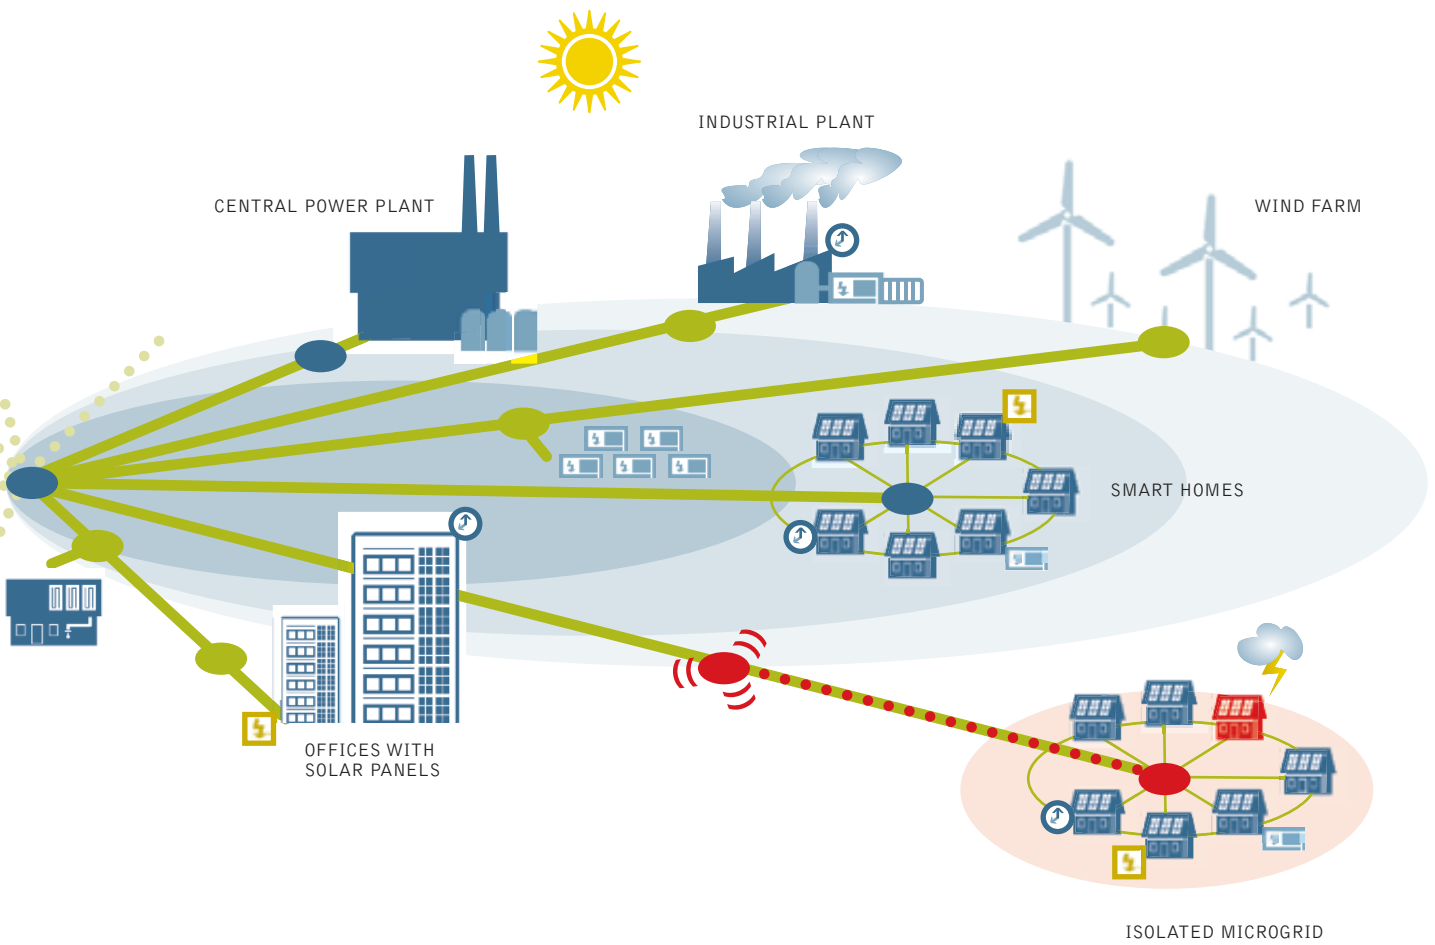 INDUSTRIAL PLANT
CENTRAL POWER PLANT
WIND FARM
SMART HOMES
OFFICES WITH
SOLAR PANELS
ISOLATED MICROGRID